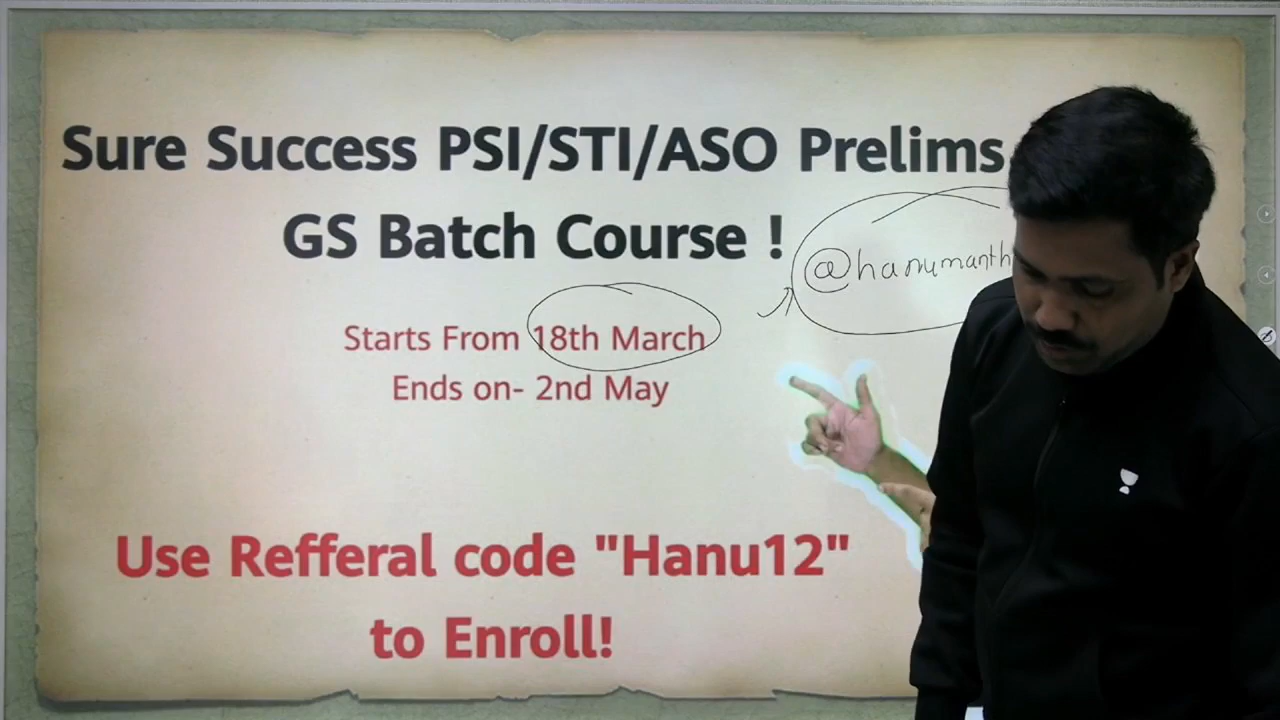 Sure Success PSI/STI/ASO Prelims
GS Batch Course !
@hanumanth
Starts From 18th March
Ends on- 2nd May
Use Refferal code "Hanu12"
to Enroll!